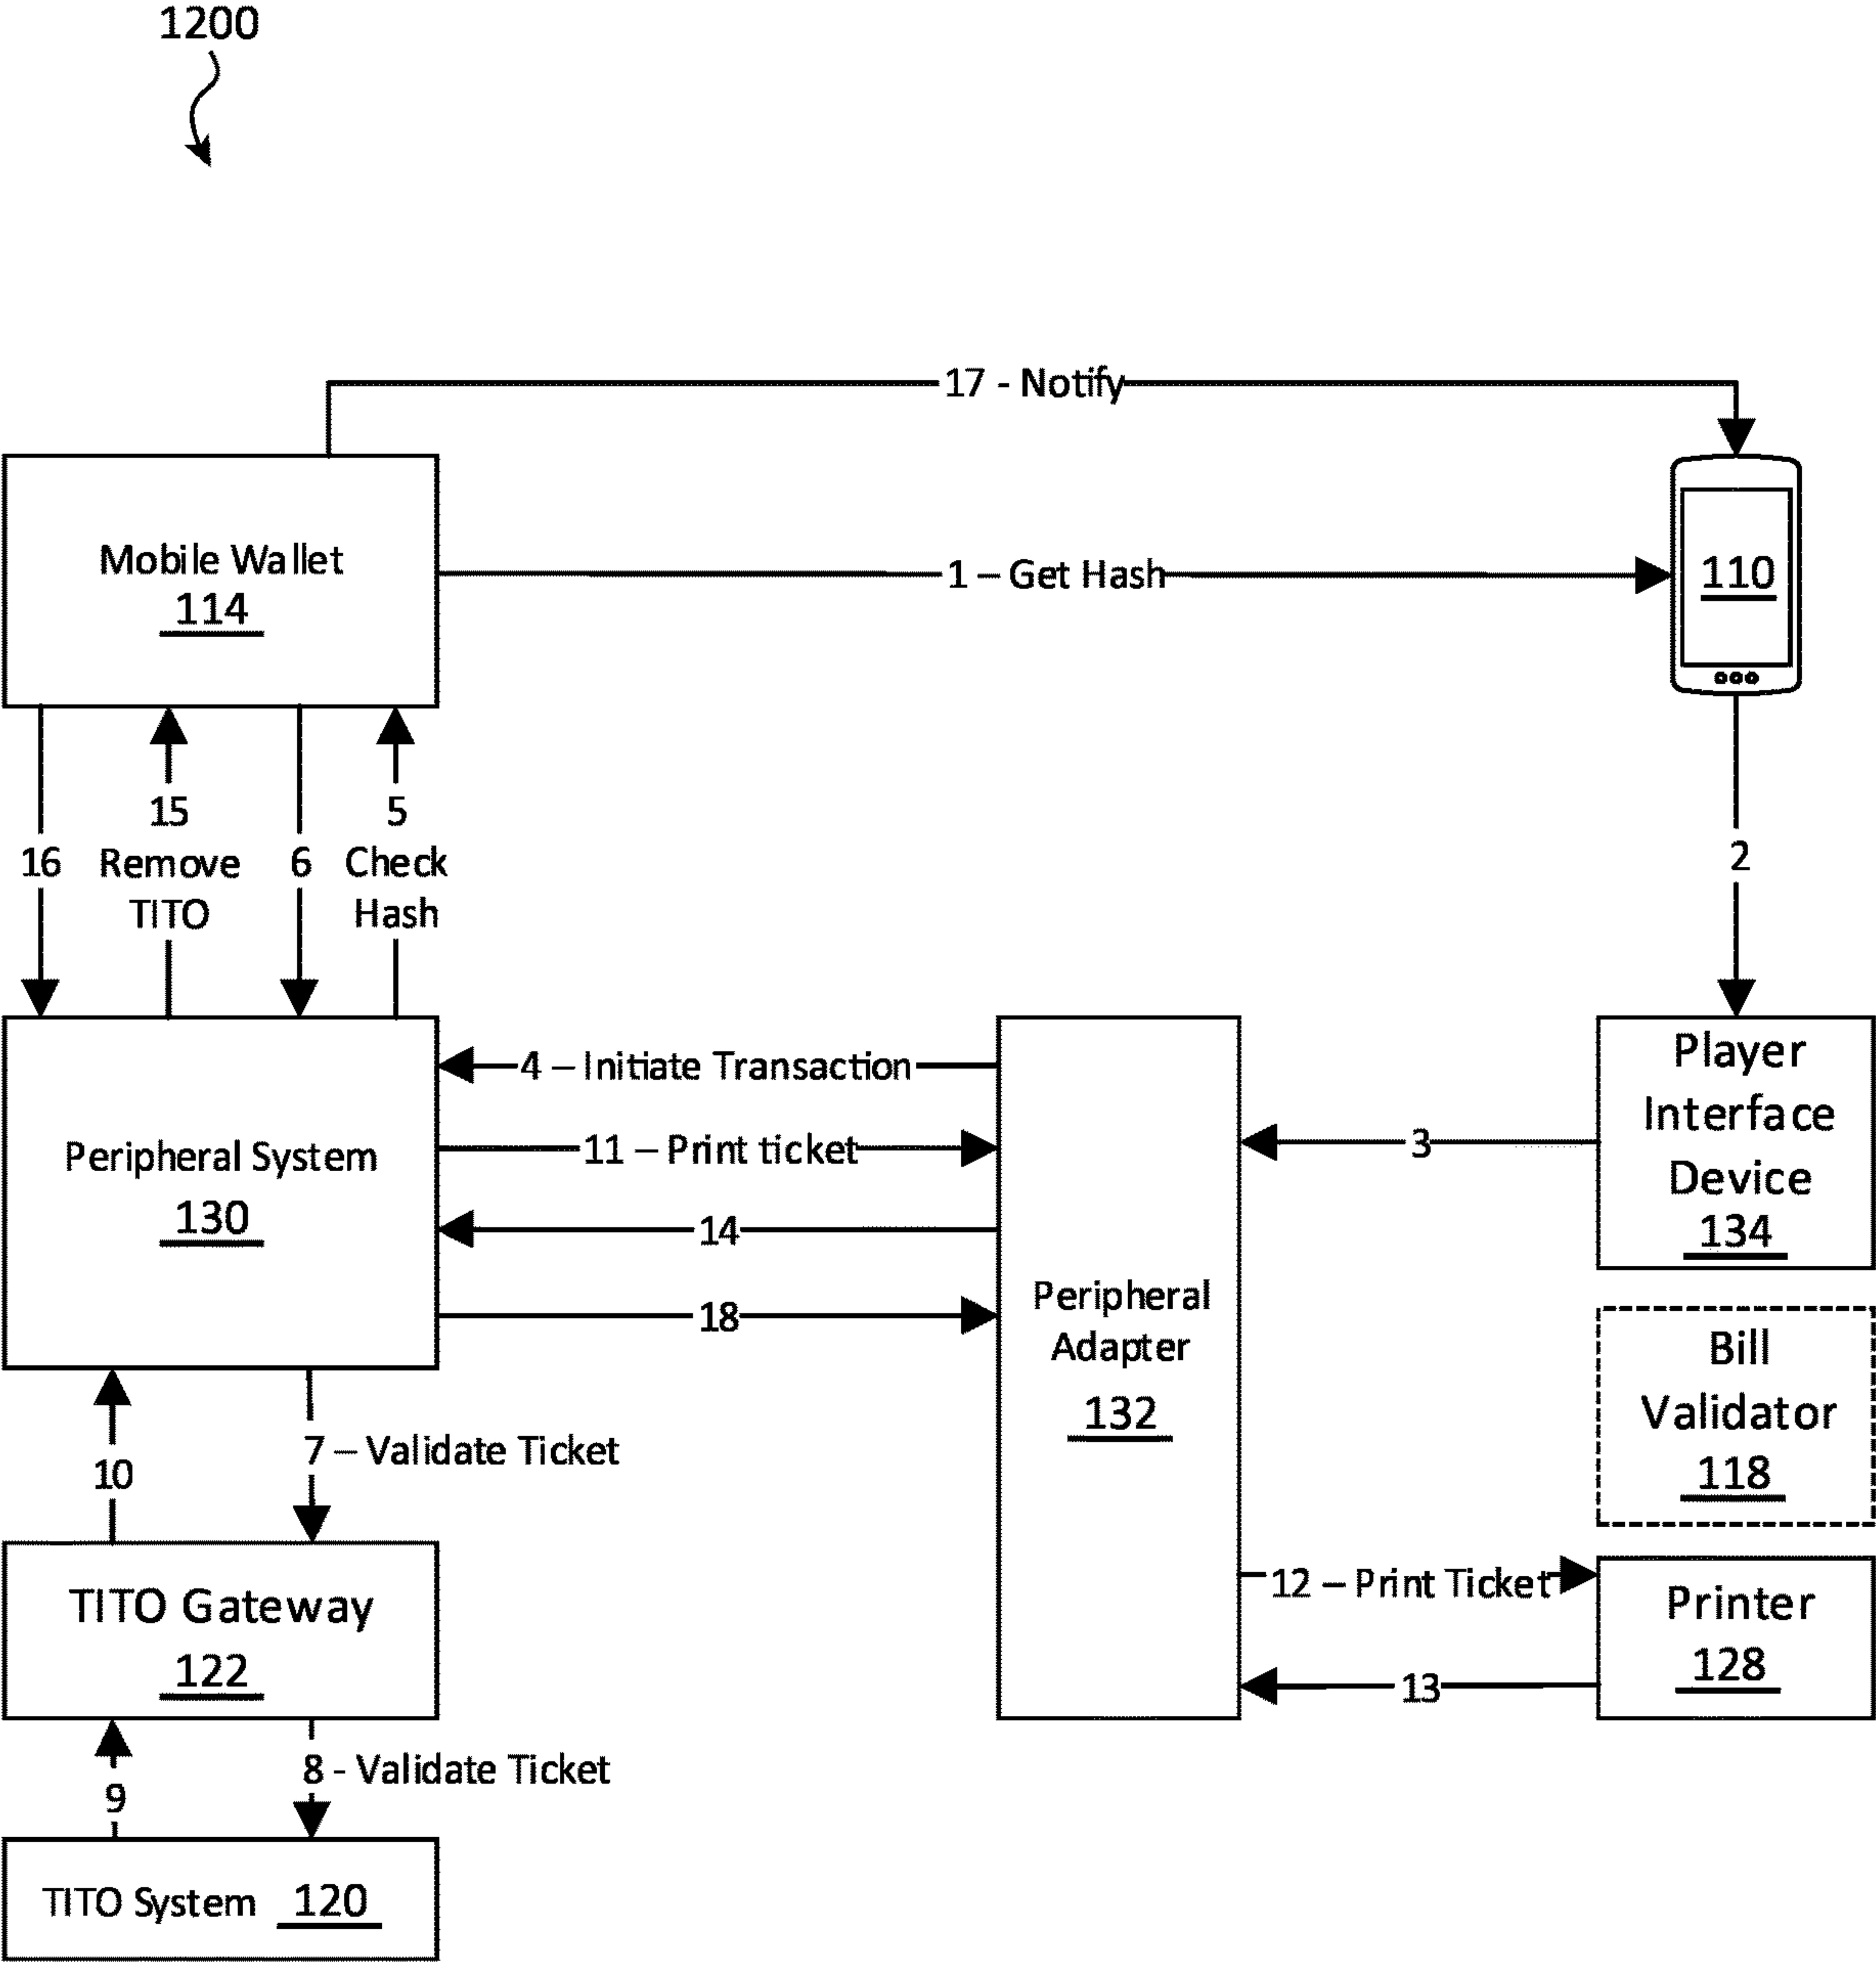 1200
17 - Notify
Mobile Wallet
114
1 – Get Hash
110
15
Remove
TITO
5
Check
Hash
16
6
2
4 – Initiate Transaction
11 – Print ticket
14
18
Peripheral System
130
Peripheral
Adapter
132
3
Player
Interface
Device
134
Bill
Validator
118
10
7 – Validate Ticket
TITO Gateway
122
12 – Print Ticket
13
Printer
128
9
8 - Validate Ticket
TITO System 120